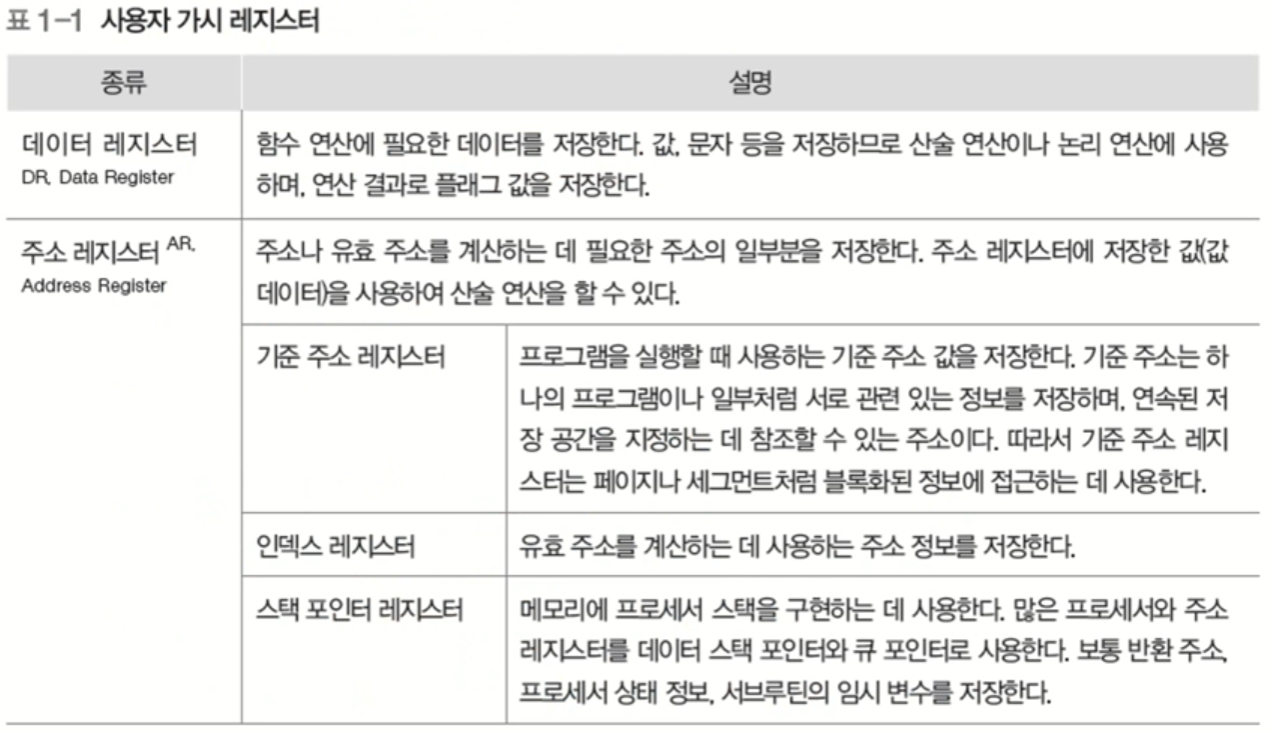 표 1-1 사용자 가시 레지스터
종류
설명
데이터 레지스터
DR, Data Register
함수 연산에 필요한 데이터를 저장한다. 값, 문자 등을 저장하므로 산술 연산이나 논리 연산에 사용
하며, 연산 결과로 플래그 값을 저장한다.
주소 레지스터 AR,
Address Register
주소나 유효 주소를 계산하는 데 필요한 주소의 일부분을 저장한다. 주소 레지스터에 저장한 값(값
데이터)을 사용하여 산술 연산을 할 수 있다.
기준 주소 레지스터
프로그램을 실행할 때 사용하는 기준 주소 값을 저장한다. 기준 주소는 하
나의 프로그램이나 일부처럼 서로 관련 있는 정보를 저장하며, 연속된 저
장 공간을 지정하는 데 참조할 수 있는 주소이다. 따라서 기준 주소 레지
스터는 페이지나 세그먼트처럼 블록화된 정보에 접근하는 데 사용한다.
인덱스 레지스터
유효 주소를 계산하는 데 사용하는 주소 정보를 저장한다.
스택 포인터 레지스터
메모리에 프로세서 스택을 구현하는 데 사용한다. 많은 프로세서와 주소
레지스터를 데이터 스택 포인터와 큐 포인터로 사용한다. 보통 반환 주소,
프로세서 상태 정보, 서브루틴의 임시 변수를 저장한다.